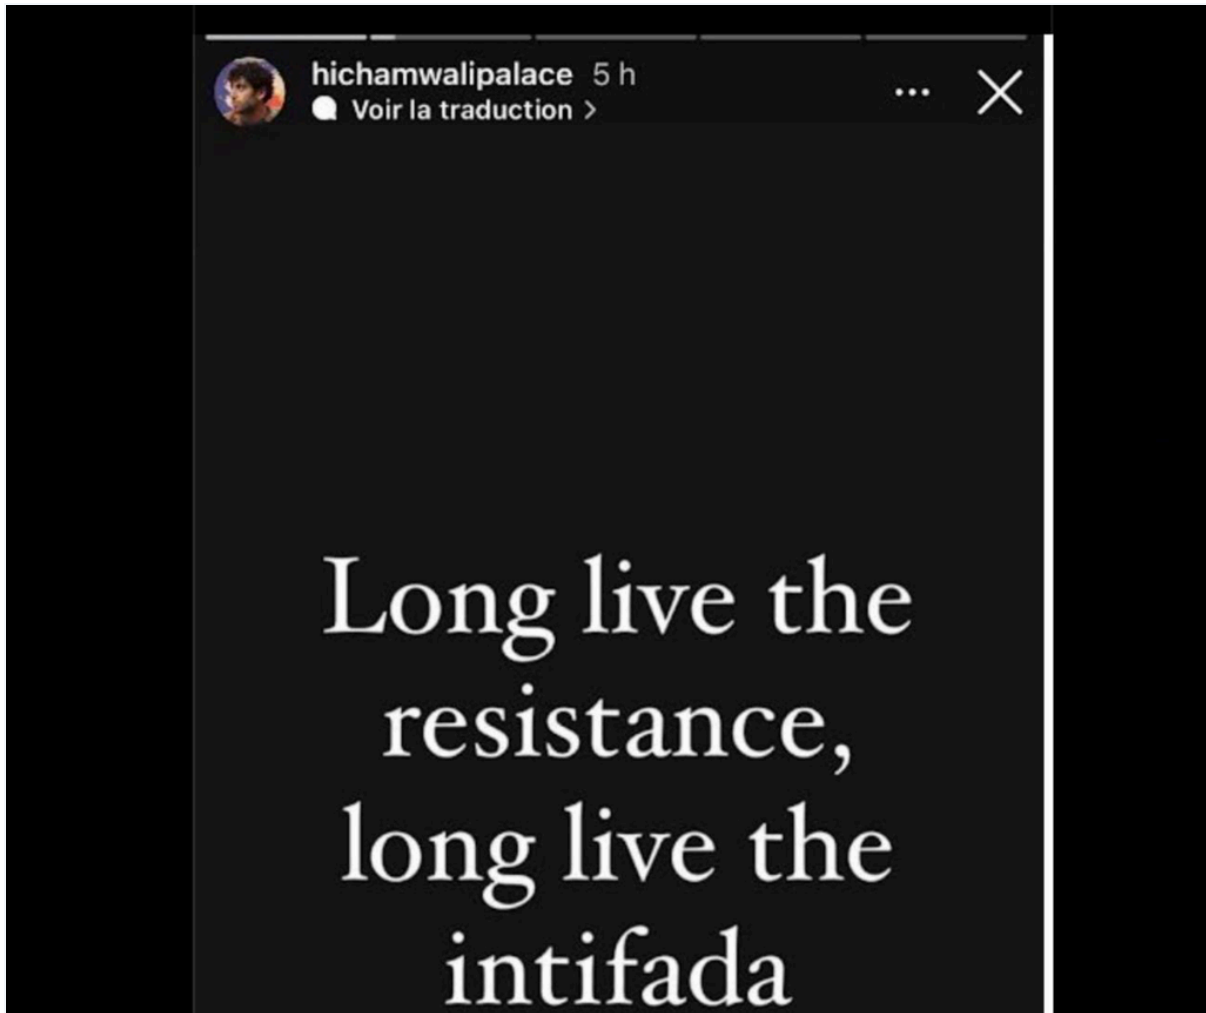 hichamwalipalace 5 h
Voir la traduction >
Long live the
resistance,
long live the
intifada